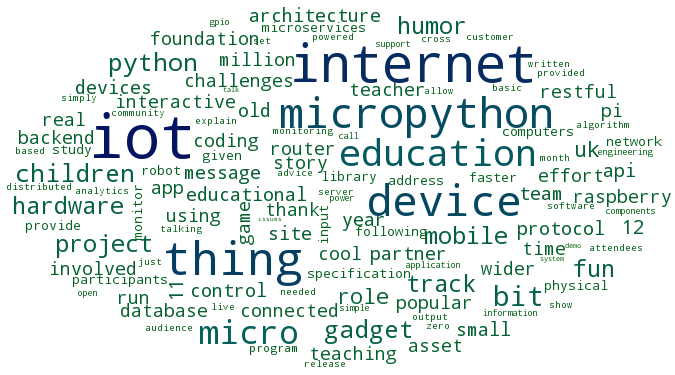 gpio
architecture
humor
microservices
foundation
set
powered
cross
customer
support
internet
million
python
written
provided
challenges
talk
teacher
allow
basic
restful
devices
interactive
old
micropython
pi
simply
community
real
iot
explain
monitoring
computers
algorithm
backend
coding
router
call
education
uk
network
engineering
based
study
given
story
month
children
robot
message
library
address
faster
effort
api
distributed
analytics
advice
app
educational
server
power
device
team
raspberry
hardware
monitor
using
game
thank
input
year
software
components
provide
talking
issues
site
following
mobile
protocol
12
project
thing
cool
partner
time
demo
attendees
involved
just
participants
specification
application
wider
system
fun
physical
open
run
11
control
needed
role
track
bit
information
show
database
live
connected
simple
popular
audience
micro
gadget
output
zero
small
program
teaching
asset
release